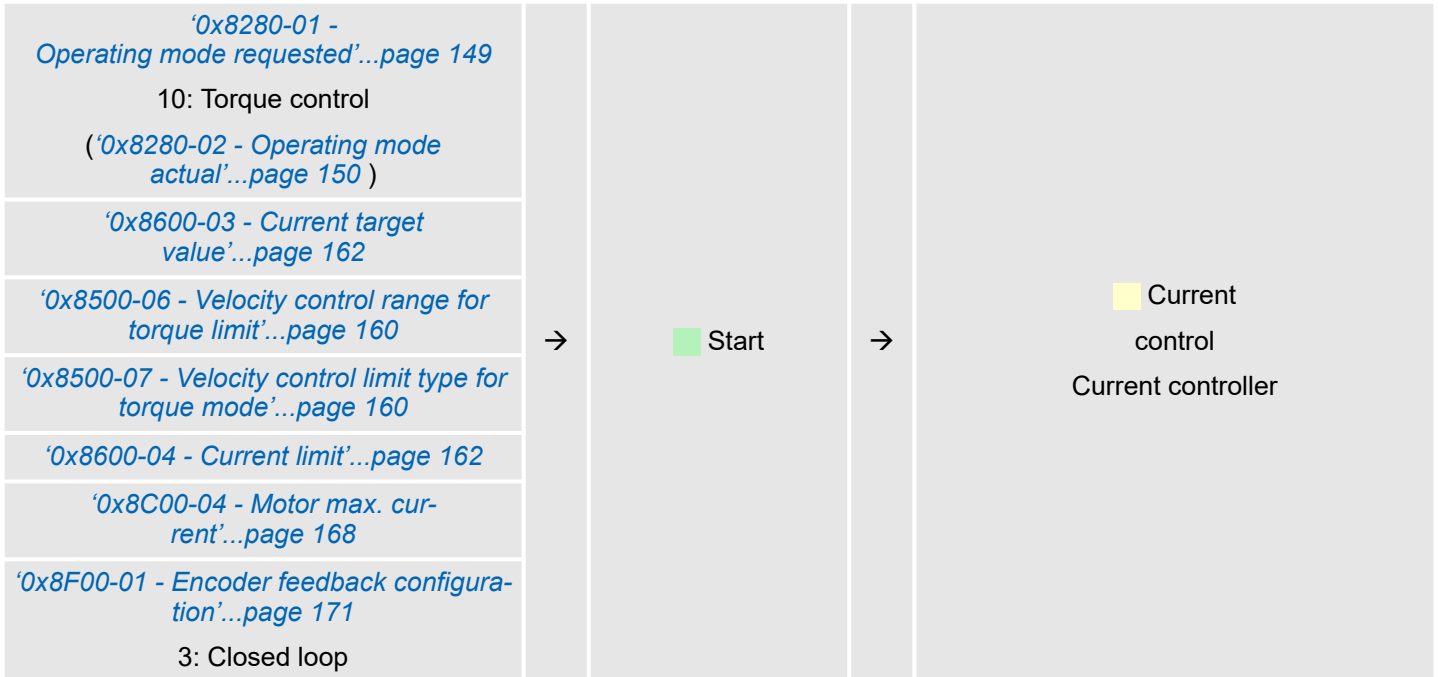 ‘0x8280-01 -
Operating mode requested’...page 149
10: Torque control
(‘0x8280-02 - Operating mode
actual’...page 150 )
‘0x8600-03 - Current target
value’...page 162
‘0x8500-06 - Velocity control range for
torque limit’...page 160
‘0x8500-07 - Velocity control limit type for
torque mode’...page 160
‘0x8600-04 - Current limit’...page 162
‘0x8C00-04 - Motor max. cur-
rent’...page 168
‘0x8F00-01 - Encoder feedback configura-
tion’...page 171
3: Closed loop
→
Start
→
Current
control
Current controller